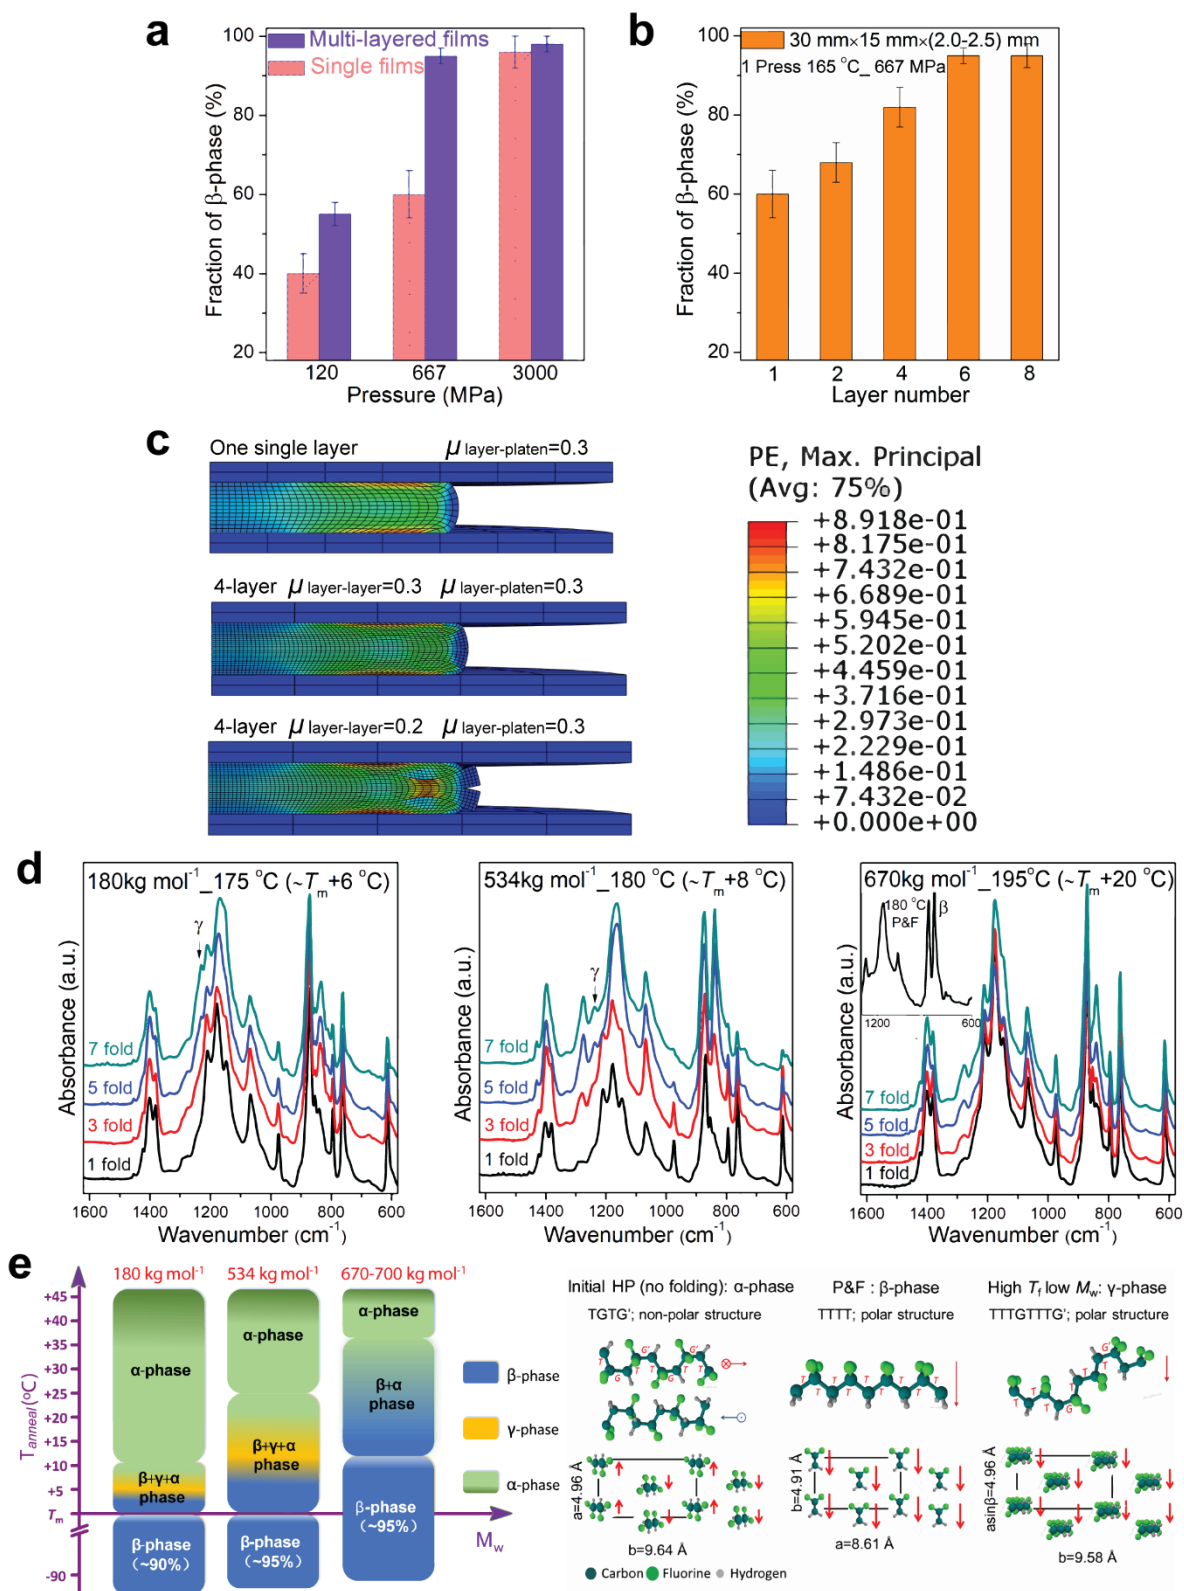 a
100
80
60
40
20
Fraction of β-phase (%)
Multi-layered films
Single films
120 667 3000
Pressure (MPa)
b
100
80
60
40
20
Fraction of β-phase (%)
30 mm×15 mm×(2.0-2.5) mm
1 Press 165 °C_ 667 MPa
1 2 4 6 8
Layer number
c
One single layer μ layer-platen=0.3
4-layer μ layer-layer=0.3 μ layer-platen=0.3
4-layer μ layer-layer=0.2 μ layer-platen=0.3
PE, Max. Principal
(Avg: 75%)
+8.918e-01
+8.175e-01
+7.432e-01
+6.689e-01
+5.945e-01
+5.202e-01
+4.459e-01
+3.716e-01
+2.973e-01
+2.229e-01
+1.486e-01
+7.432e-02
+0.000e+00
d
180kg mol⁻¹_175 °C (~Tm+6 °C)
γ
7 fold
5 fold
3 fold
1 fold
Absorbance (a.u.)
1600 1400 1200 1000 800 600
Wavenumber (cm⁻¹)
534kg mol⁻¹_180 °C (~Tm+8 °C)
γ
7 fold
5 fold
3 fold
1 fold
Absorbance (a.u.)
1600 1400 1200 1000 800 600
Wavenumber (cm⁻¹)
670kg mol⁻¹_195°C (~Tm+20 °C)
180 °C
P&F
β
1200 600
7 fold
5 fold
3 fold
1 fold
Absorbance (a.u.)
1600 1400 1200 1000 800 600
Wavenumber (cm⁻¹)
e
180 kg mol⁻¹ 534 kg mol⁻¹ 670-700 kg mol⁻¹
+45
+40
+35
+30
+25
+20
+15
+10
+5
Tm
-90
Tanneal(°C)
α-phase
β+γ+α
phase
β-phase
(~90%)
α-phase
β+γ+α
phase
β-phase
(~95%)
α-phase
β+α
phase
β-phase
(~95%)
Mw
β-phase
γ-phase
α-phase
Initial HP (no folding): α-phase
TGTG'; non-polar structure
T G T G' T T G T G' T
a=4.96 Å
b=9.64 Å
P&F : β-phase
TTTT; polar structure
T T T T T T T T T T
b=4.91 Å
a=8.61 Å
High Tf low Mw: γ-phase
TTTGTTTG'; polar structure
T T T G T T T G'
asinβ=4.96 Å
b=9.58 Å
Carbon Fluorine Hydrogen